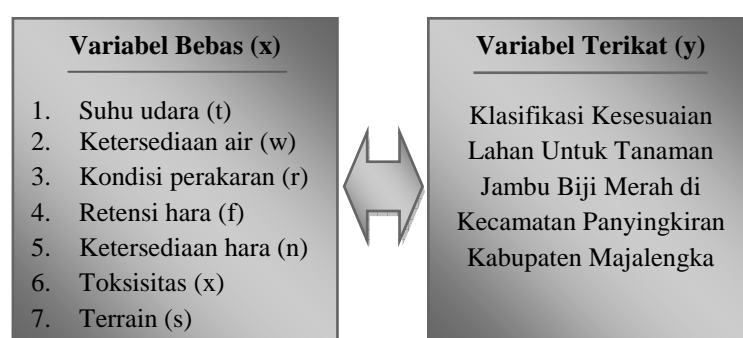 Variabel Bebas (x)
1. Suhu udara (t)
2. Ketersediaan air (w)
3. Kondisi perakaran (r)
4. Retensi hara (f)
5. Ketersediaan hara (n)
6. Toksisitas (x)
7. Terrain (s)
Variabel Terikat (y)
Klasifikasi Kesesuaian
Lahan Untuk Tanaman
Jambu Biji Merah di
Kecamatan Panyingkiran
Kabupaten Majalengka